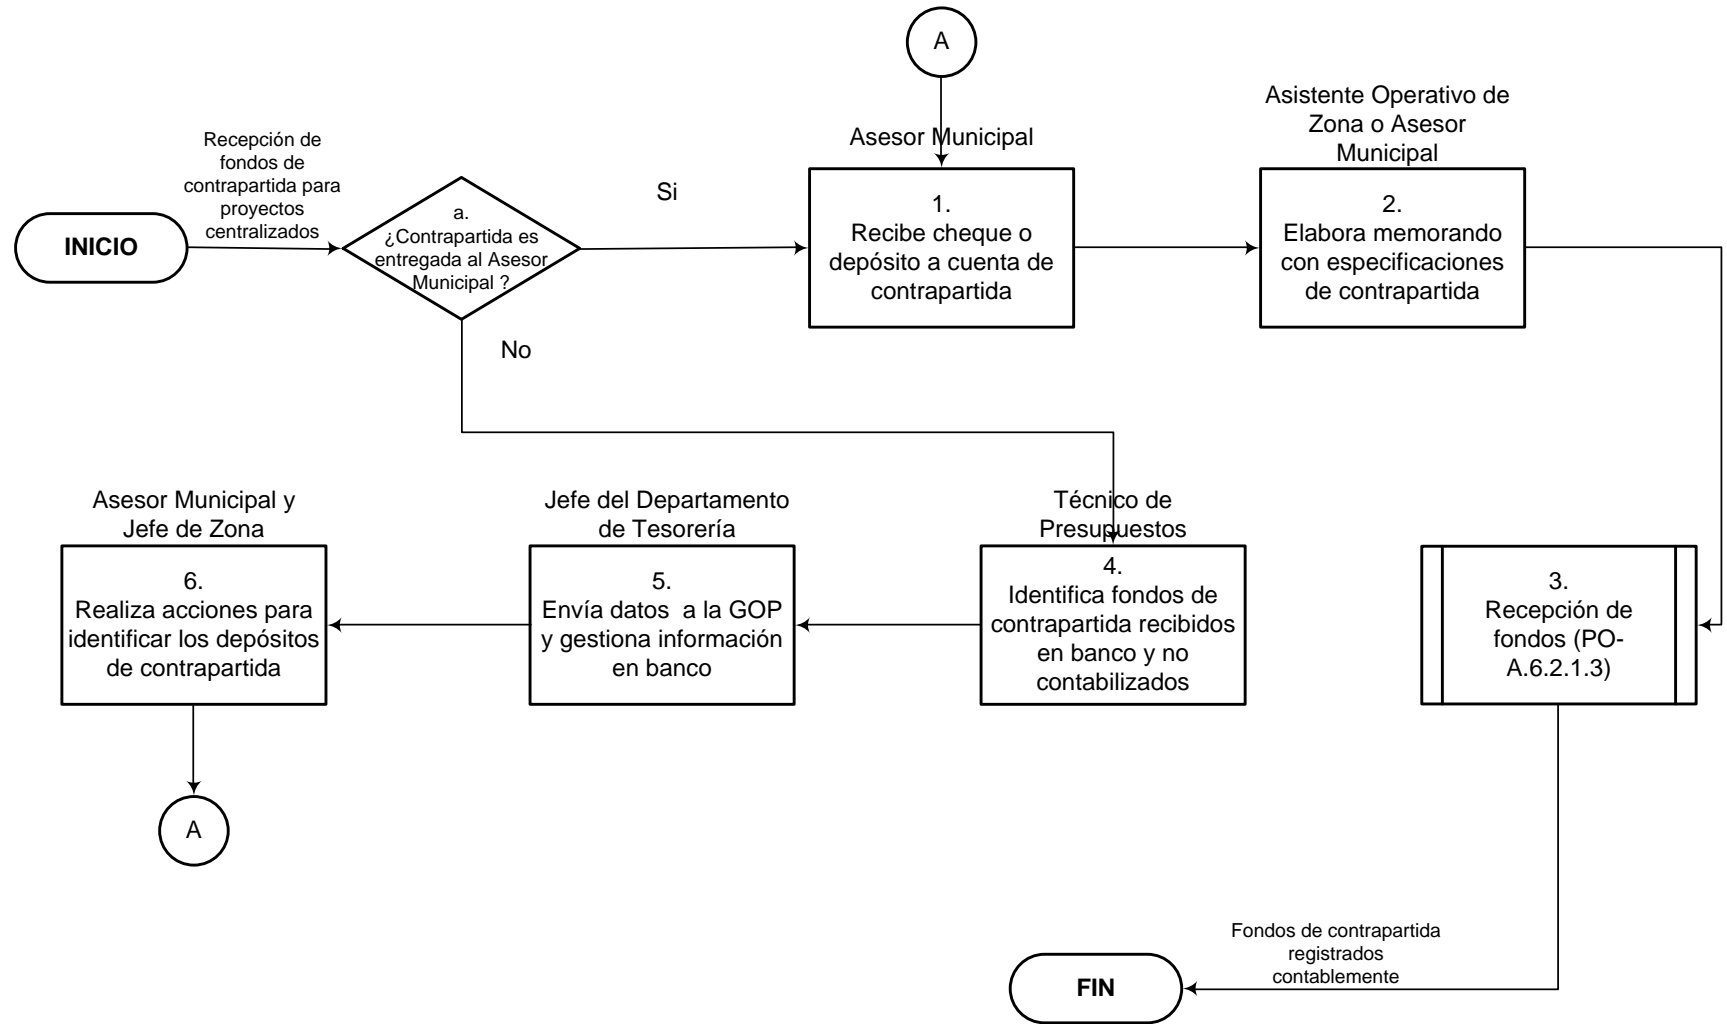 A
Recepción de
fondos de
contrapartida para
proyectos
centralizados
INICIO
a.
¿Contrapartida es
entregada al Asesor
Municipal ?
Si
No
Asesor Municipal
1.
Recibe cheque o
depósito a cuenta de
contrapartida
Asistente Operativo de
Zona o Asesor
Municipal
2.
Elabora memorando
con especificaciones
de contrapartida
Asesor Municipal y
Jefe de Zona
6.
Realiza acciones para
identificar los depósitos
de contrapartida
Jefe del Departamento
de Tesorería
5.
Envía datos  a la GOP
y gestiona información
en banco
Técnico de
Presupuestos
4.
Identifica fondos de
contrapartida recibidos
en banco y no
contabilizados
3.
Recepción de
fondos (PO-
A.6.2.1.3)
A
Fondos de contrapartida
registrados
contablemente
FIN